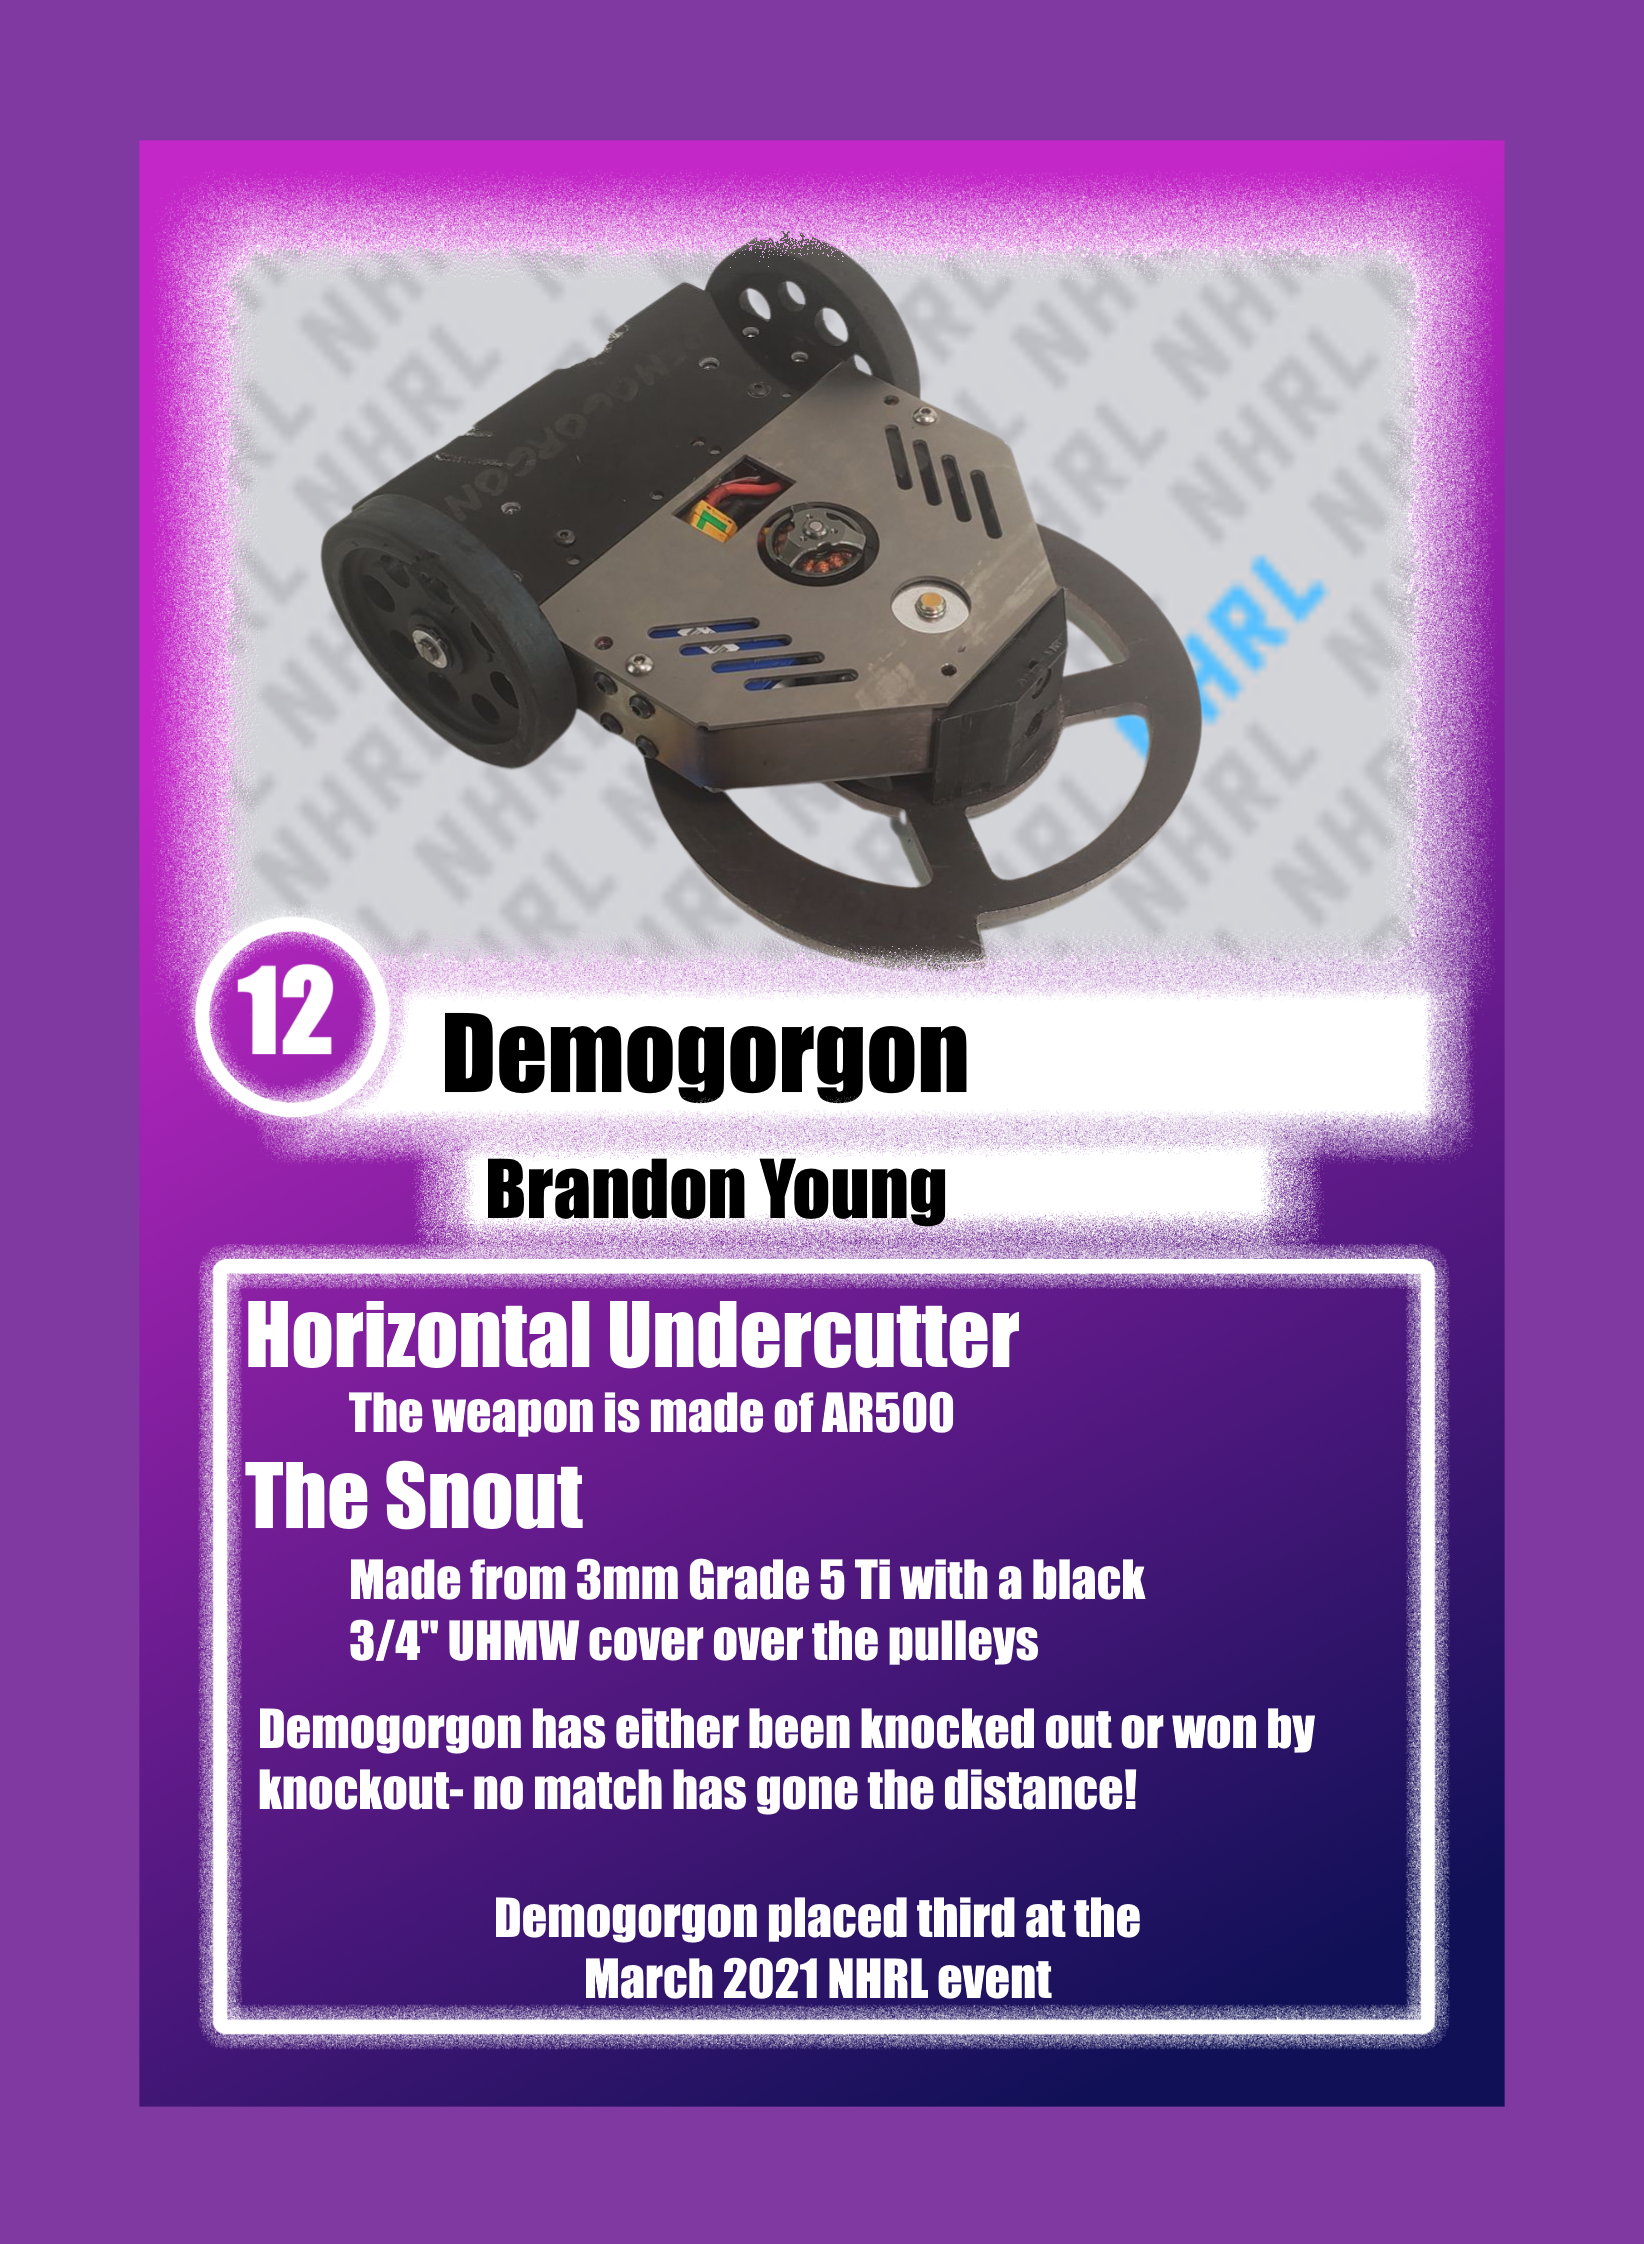 DEMOGORGON
NHRL
12
Demogorgon
Brandon Young
Horizontal Undercutter
The weapon is made of AR500
The Snout
Made from 3mm Grade 5 Ti with a black
3/4" UHMW cover over the pulleys
Demogorgon has either been knocked out or won by
knockout- no match has gone the distance!
Demogorgon placed third at the
March 2021 NHRL event